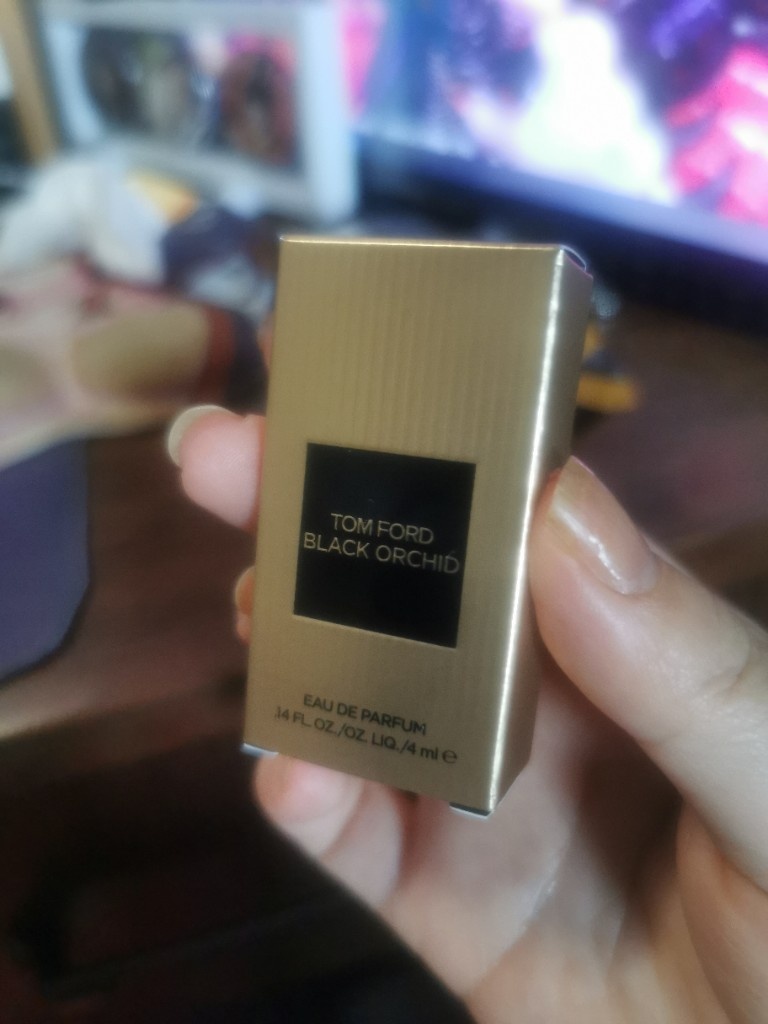 TOM FORD
BLACK ORCHID
EAU DE PARFUM
.14 FL. OZ./OZ. LIQ./4 ml ℮